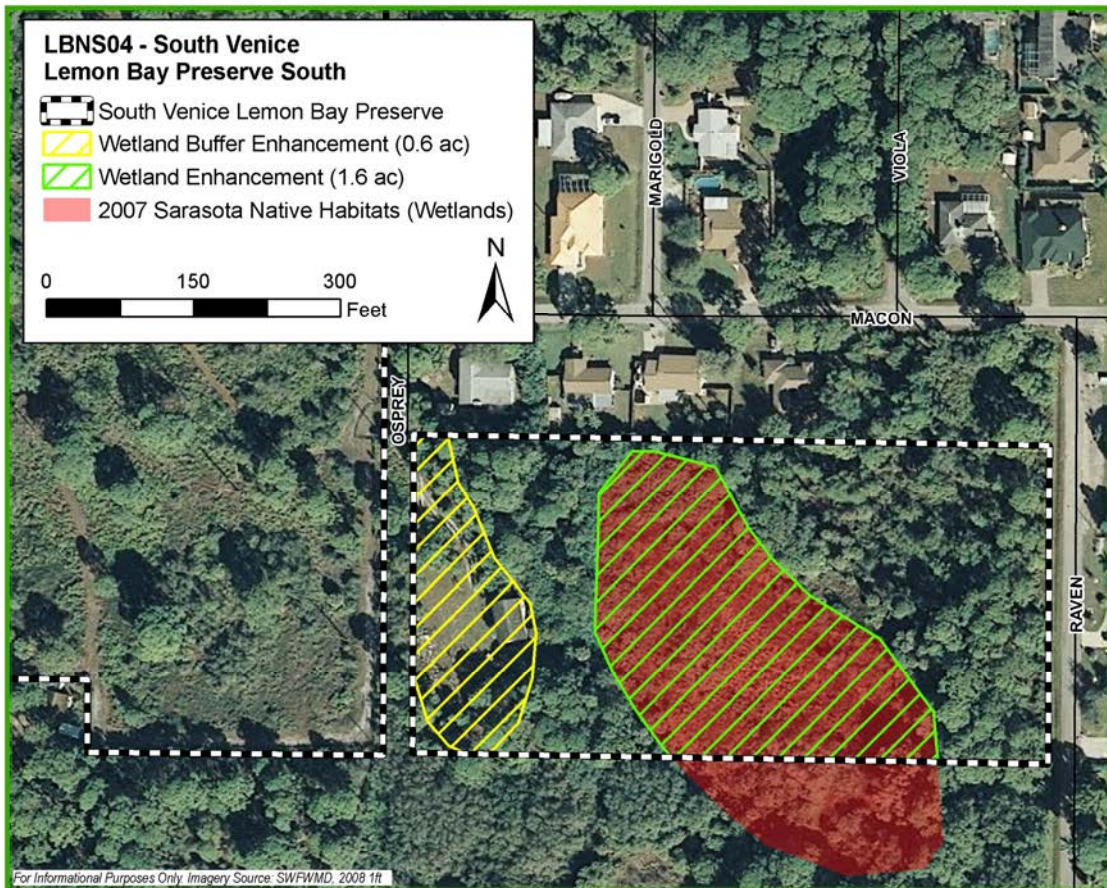 LBNS04 - South Venice
Lemon Bay Preserve South
South Venice Lemon Bay Preserve
Wetland Buffer Enhancement (0.6 ac)
Wetland Enhancement (1.6 ac)
2007 Sarasota Native Habitats (Wetlands)
N
0 150 300
Feet
MARIGOLD
VIOLA
MACON
OSPREY
RAVEN
For Informational Purposes Only. Imagery Source: SWFWMD, 2008 1ft